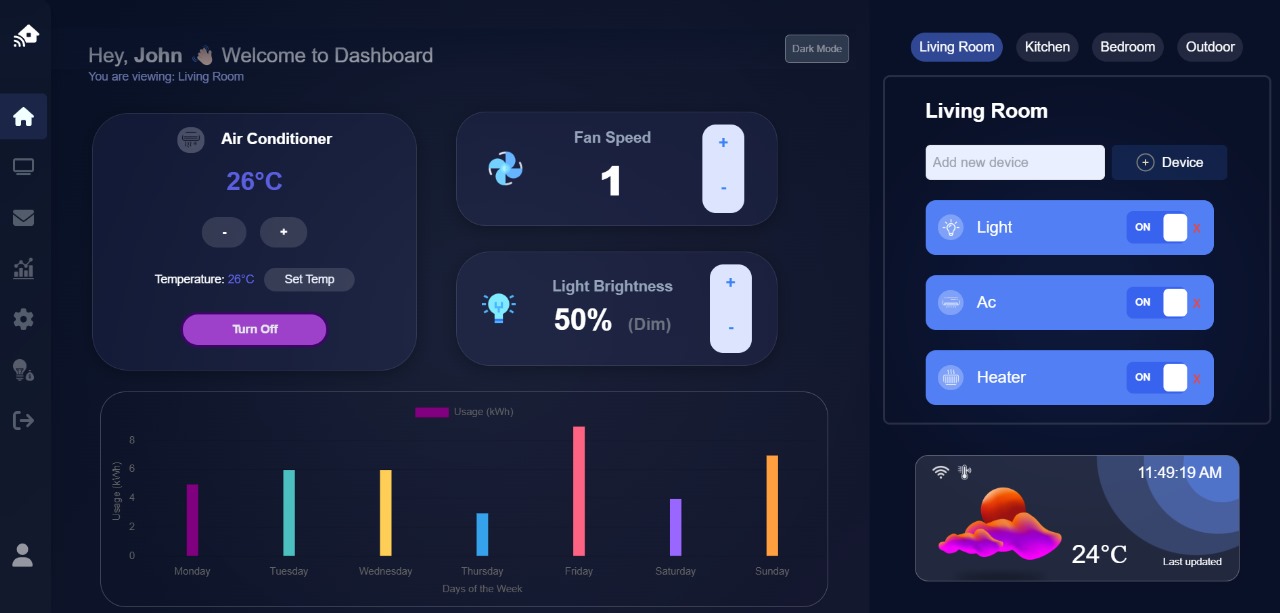 Hey, John 👋 Welcome to Dashboard
You are viewing: Living Room
Dark Mode
Air Conditioner
26°C
- +
Temperature: 26°C Set Temp
Turn Off
Fan Speed
1
+
-
Light Brightness
50% (Dim)
+
-
Usage (kWh)
Usage (kWh)
8
6
4
2
0
Monday Tuesday Wednesday Thursday Friday Saturday Sunday
Days of the Week
Living Room Kitchen Bedroom Outdoor
Living Room
Add new device + Device
Light ON x
Ac ON x
Heater ON x
11:49:19 AM
24°C
Last updated